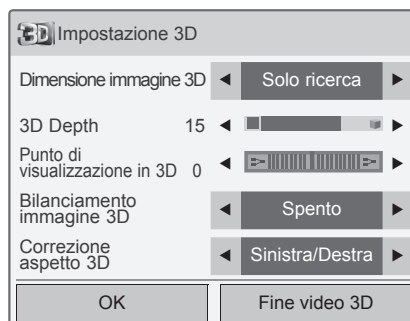 3D Impostazione 3D
Dimensione immagine 3D Solo ricerca
3D Depth 15
Punto di
visualizzazione in 3D 0
Bilanciamento
immagine 3D Spento
Correzione
aspetto 3D Sinistra/Destra
OK Fine video 3D